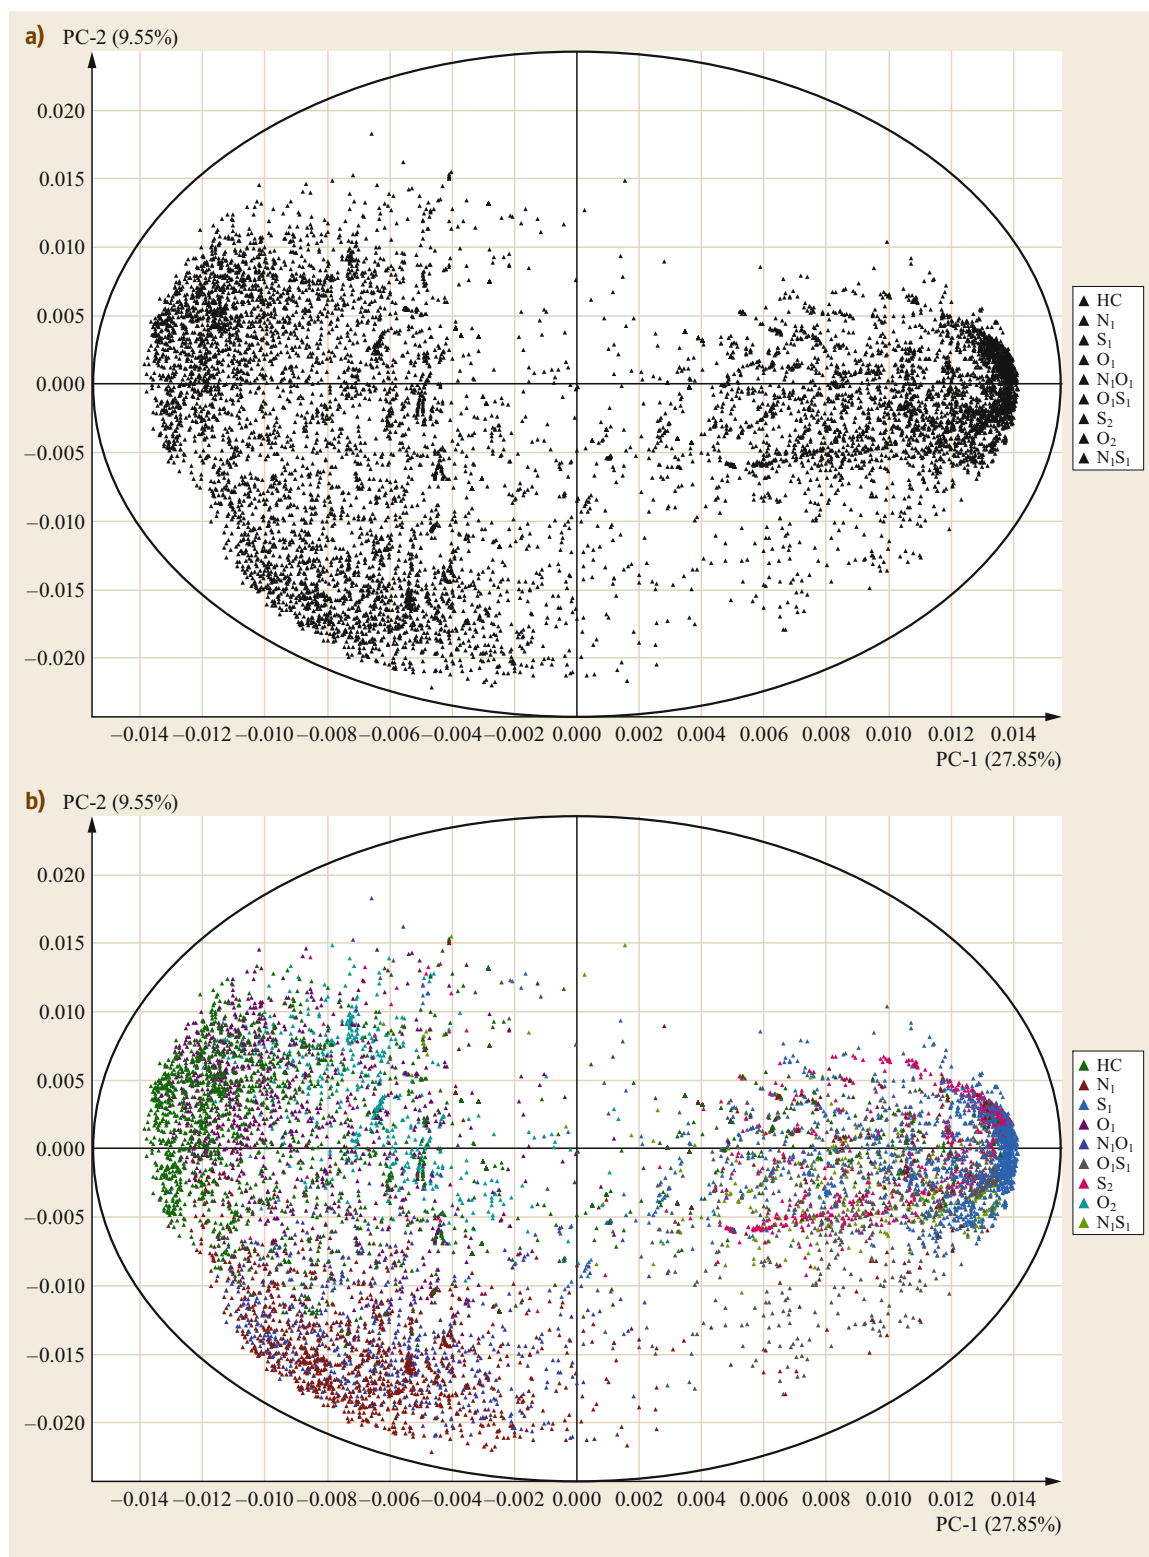 a) PC-2 (9.55%)
0.020
0.015
0.010
0.005
0.000
−0.005
−0.010
−0.015
−0.020
−0.014 −0.012 −0.010 −0.008 −0.006 −0.004 −0.002 0.000 0.002 0.004 0.006 0.008 0.010 0.012 0.014
PC-1 (27.85%)
HC
N₁
S₁
O₁
N₁O₁
O₁S₁
S₂
O₂
N₁S₁
b) PC-2 (9.55%)
0.020
0.015
0.010
0.005
0.000
−0.005
−0.010
−0.015
−0.020
−0.014 −0.012 −0.010 −0.008 −0.006 −0.004 −0.002 0.000 0.002 0.004 0.006 0.008 0.010 0.012 0.014
PC-1 (27.85%)
HC
N₁
S₁
O₁
N₁O₁
O₁S₁
S₂
O₂
N₁S₁